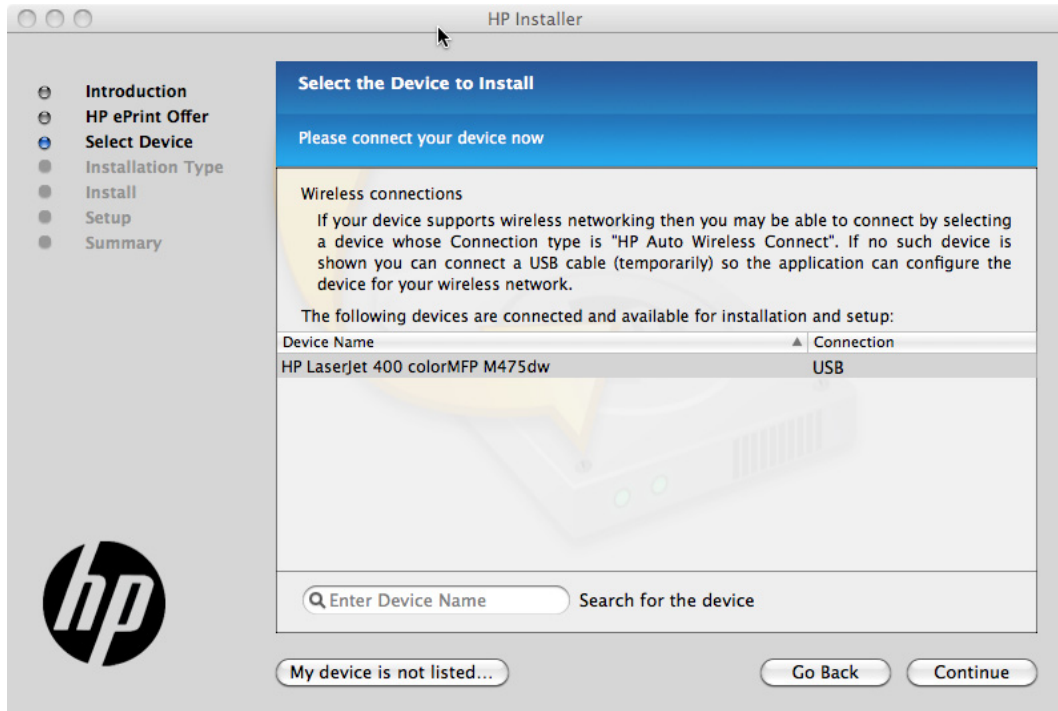 HP Installer
Introduction
HP ePrint Offer
Select Device
Installation Type
Install
Setup
Summary
Select the Device to Install
Please connect your device now
Wireless connections
If your device supports wireless networking then you may be able to connect by selecting
a device whose Connection type is "HP Auto Wireless Connect". If no such device is
shown you can connect a USB cable (temporarily) so the application can configure the
device for your wireless network.
The following devices are connected and available for installation and setup:
Device Name Connection
HP LaserJet 400 colorMFP M475dw USB
Enter Device Name Search for the device
hp
My device is not listed... Go Back Continue